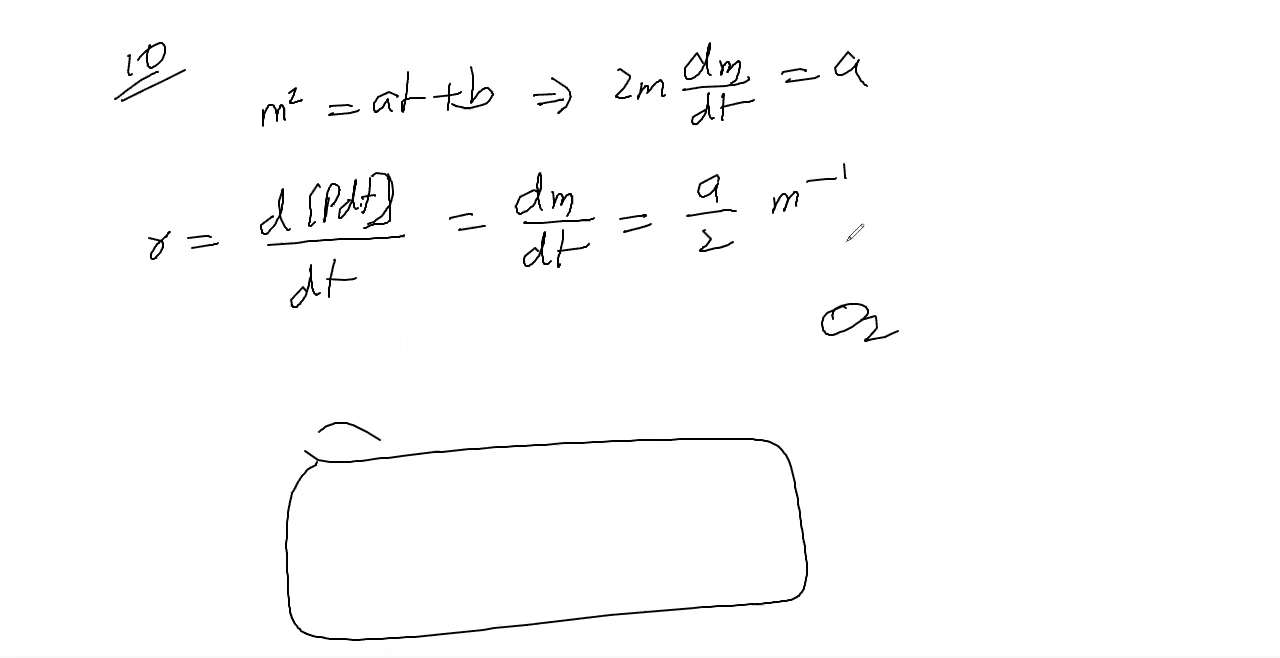 10
m² = at + b ⇒ 2m dm/dt = a
r = d[Pdt]/dt = dm/dt = a/2 m⁻¹
O₂